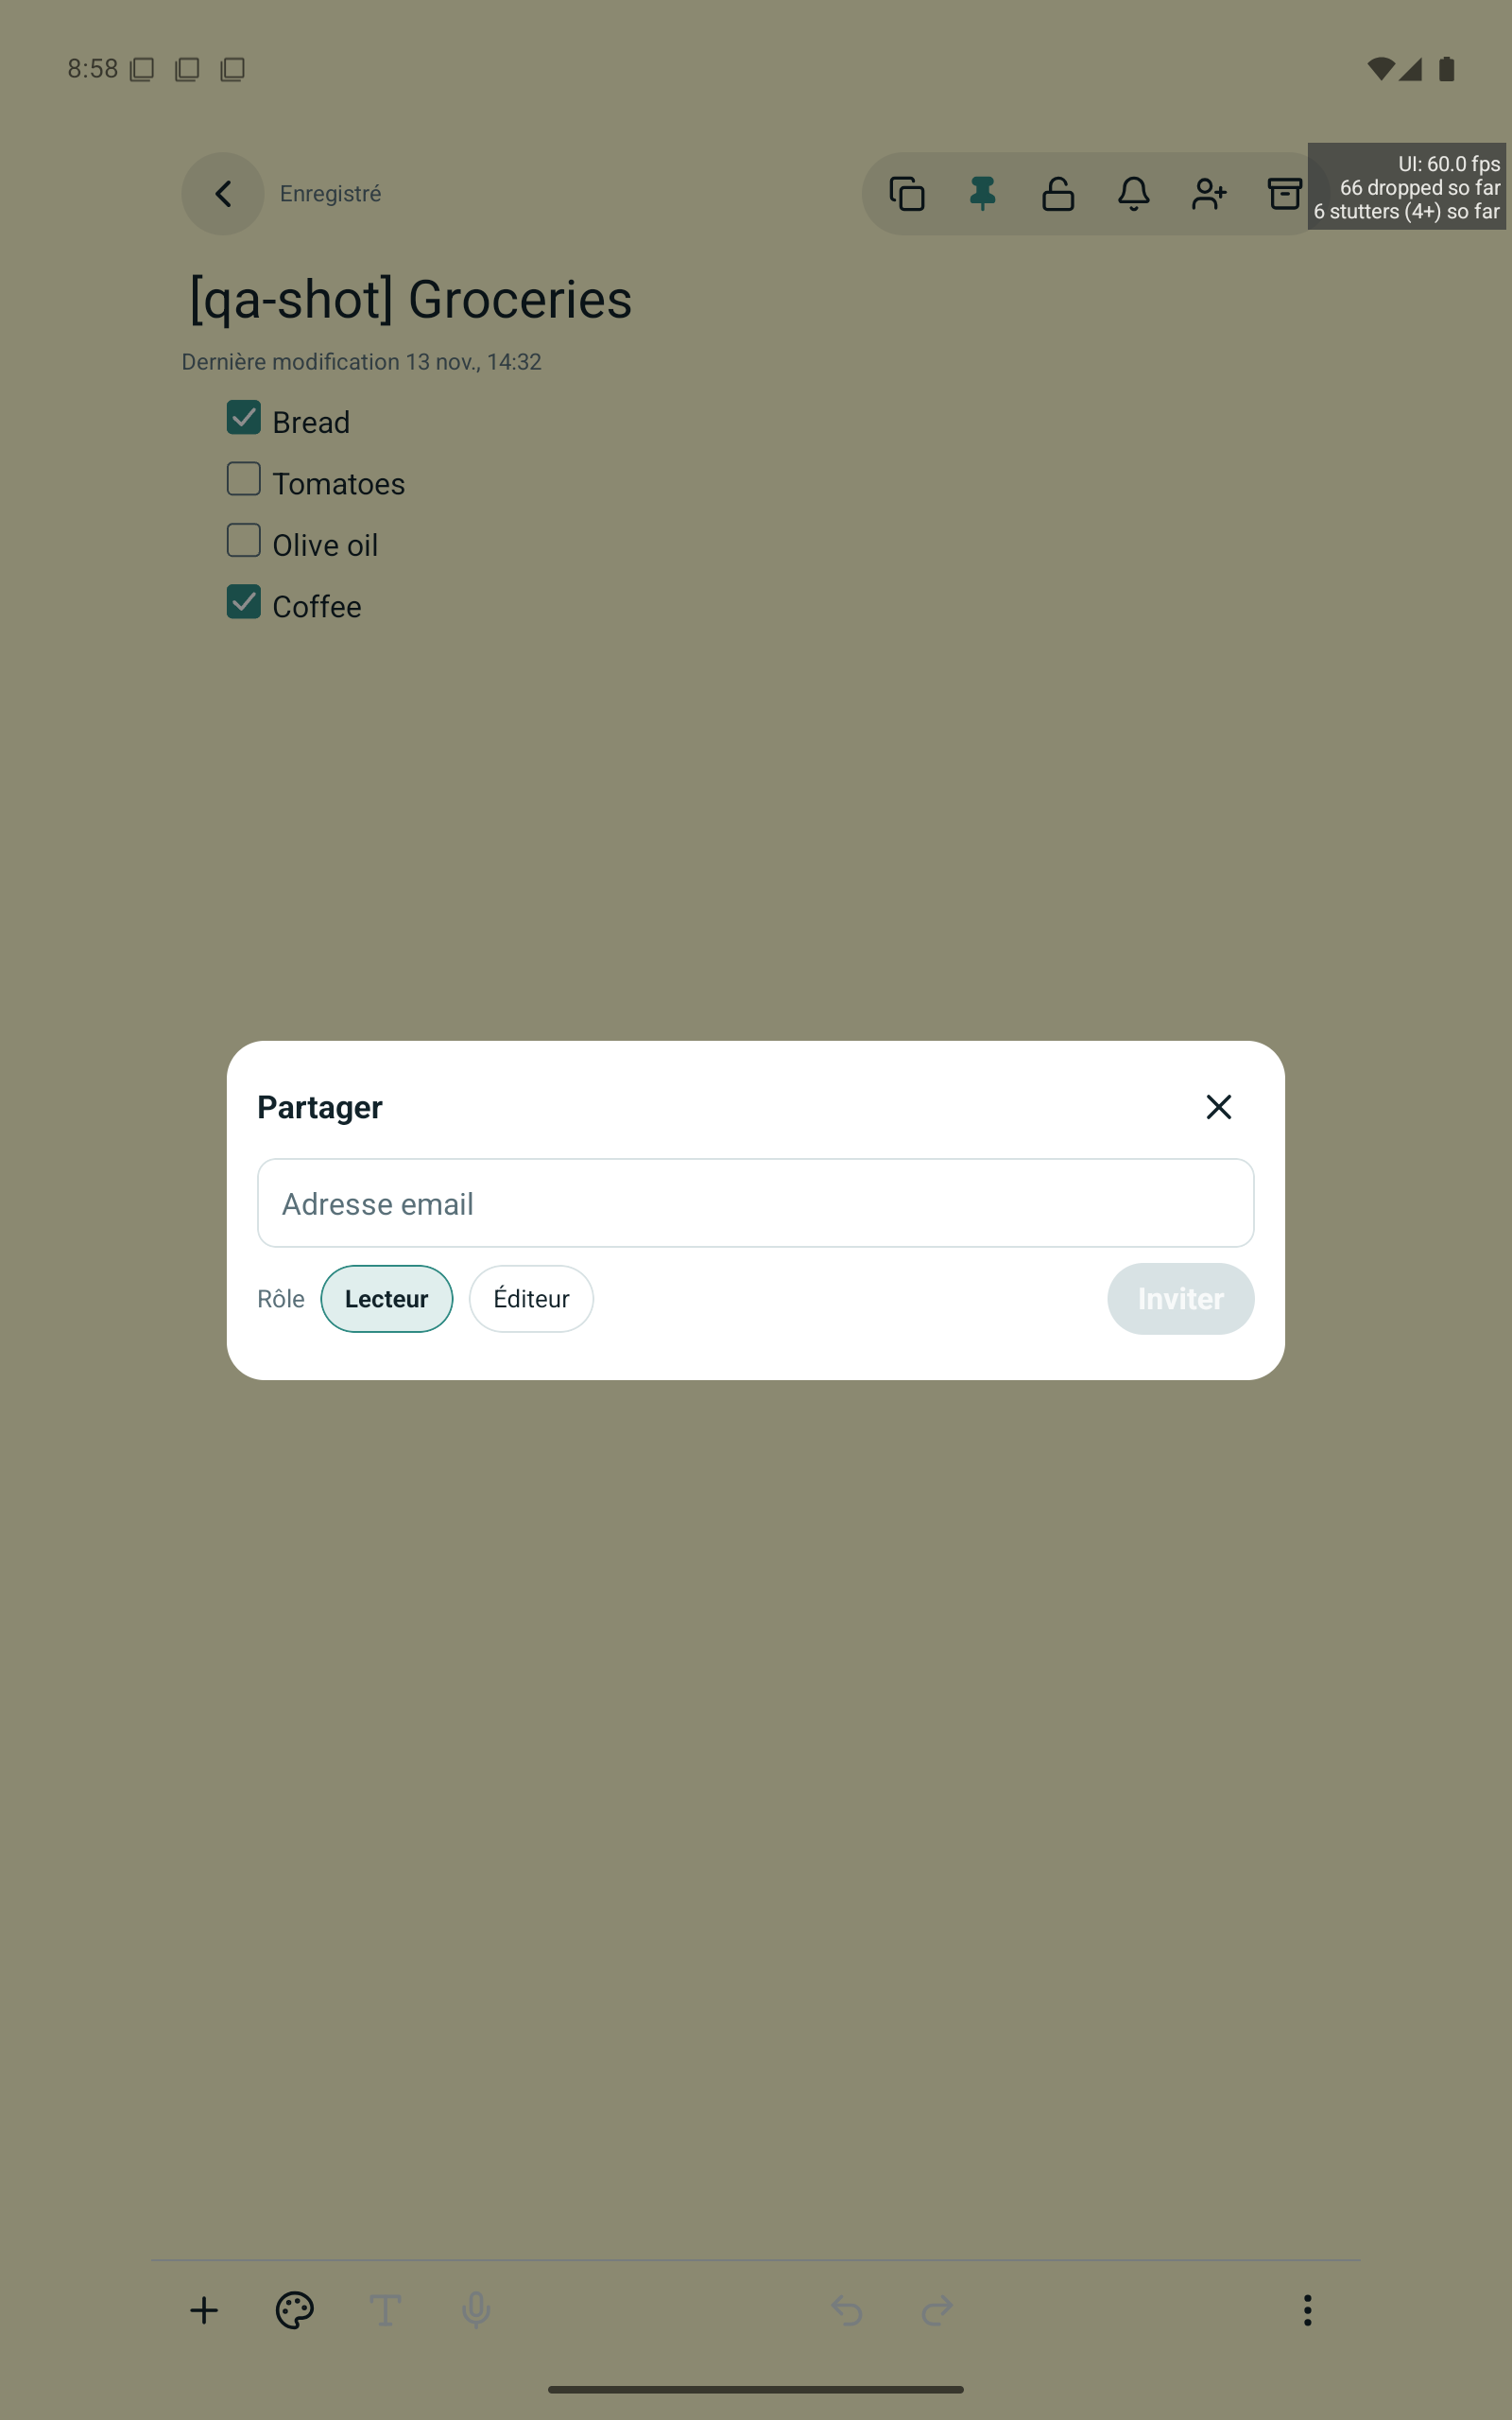 8:58
UI: 60.0 fps
66 dropped so far
6 stutters (4+) so far
Enregistré
[qa-shot] Groceries
Dernière modification 13 nov., 14:32
Bread
Tomatoes
Olive oil
Coffee
Partager
Adresse email
Rôle Lecteur Éditeur Inviter